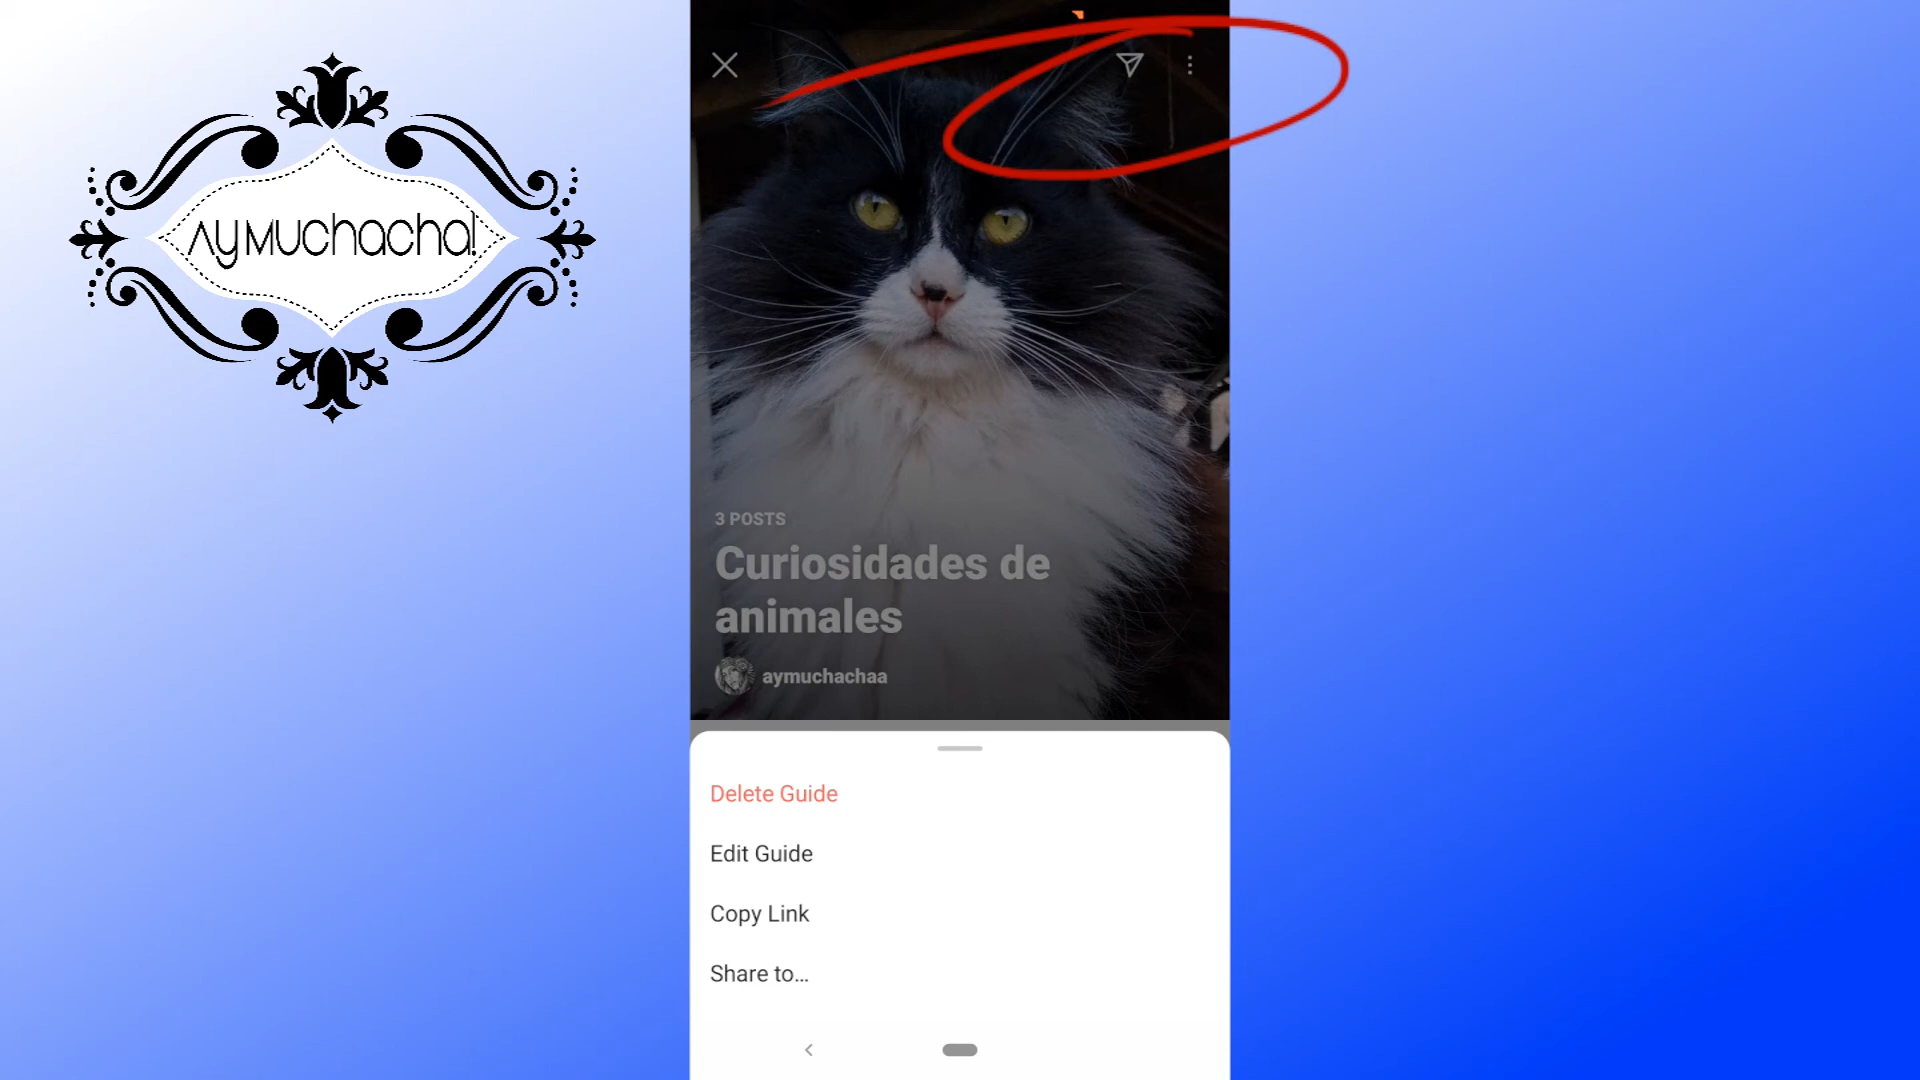 AyMuchacha!
3 POSTS
Curiosidades de
animales
aymuchachaa
Delete Guide
Edit Guide
Copy Link
Share to...